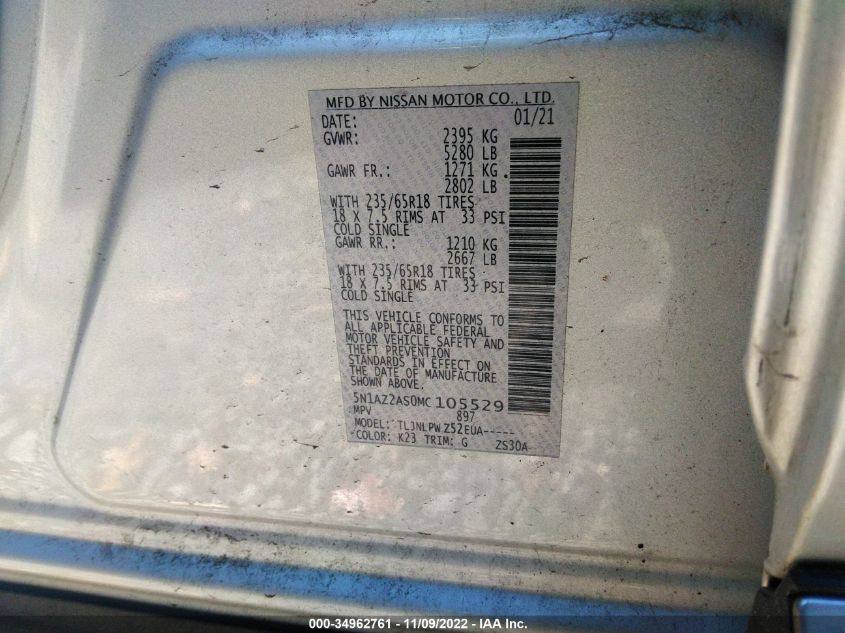 MFD BY NISSAN MOTOR CO., LTD.
DATE: 01/21
GVWR: 2395 KG
5280 LB
GAWR FR.: 1271 KG
2802 LB
WITH 235/65R18 TIRES
18 X 7.5 RIMS AT 33 PSI
COLD SINGLE
GAWR RR.: 1210 KG
2667 LB
WITH 235/65R18 TIRES
18 X 7.5 RIMS AT 33 PSI
COLD SINGLE
THIS VEHICLE CONFORMS TO
ALL APPLICABLE FEDERAL
MOTOR VEHICLE SAFETY AND
THEFT PREVENTION
STANDARDS IN EFFECT ON
THE DATE OF MANUFACTURE
SHOWN ABOVE.
5N1AZ2AS0MC105529
MPV 897
MODEL: TLJNLPWZ52EUA-----
COLOR: K23 TRIM: G ZS30A
000-34962761 - 11/09/2022 - IAA Inc.